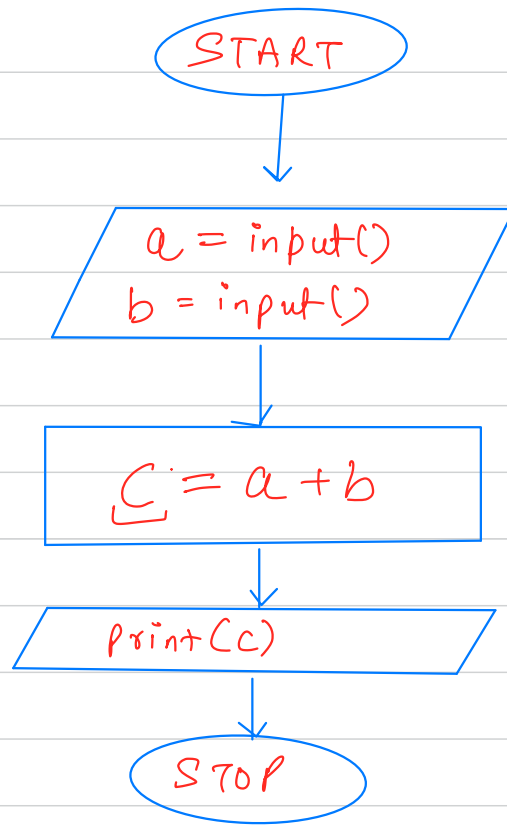 START
a = input()
b = input()
C = a + b
print(c)
STOP